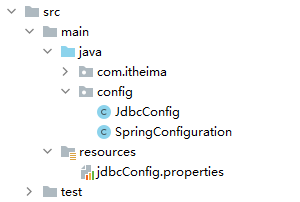 src
main
java
com.itheima
config
JdbcConfig
SpringConfiguration
resources
jdbcConfig.properties
test